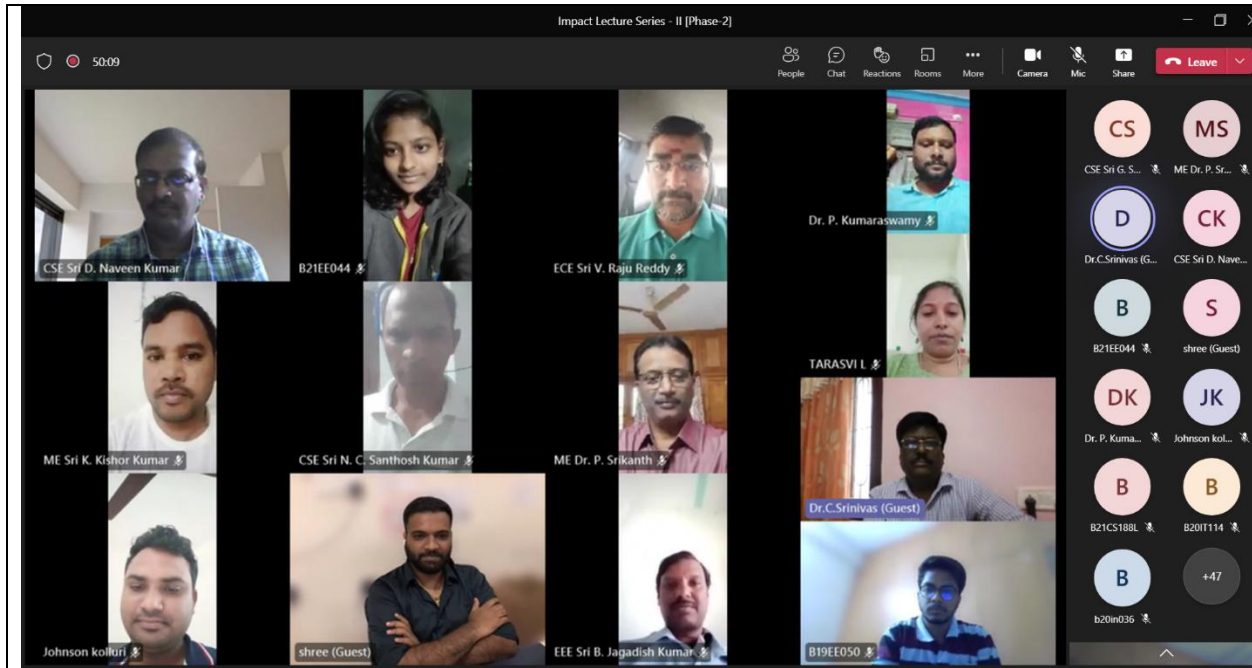 Impact Lecture Series - II [Phase-2]
50:09
People Chat Reactions Rooms More Camera Mic Share Leave
CSE Sri D. Naveen Kumar
B21EE044
ECE Sri V. Raju Reddy
Dr. P. Kumaraswamy
TARASVI L
ME Sri K. Kishor Kumar
CSE Sri N. C. Santhosh Kumar
ME Dr. P. Srikanth
Dr.C.Srinivas (Guest)
Johnson kolluri
shree (Guest)
EEE Sri B. Jagadish Kumar
B19EE050
CS MS
CSE Sri G. S... ME Dr. P. Sr...
D CK
Dr.C.Srinivas (G... CSE Sri D. Nave...
B S
B21EE044 shree (Guest)
DK JK
Dr. P. Kuma... Johnson kol...
B B
B21CS188L B20IT114
B +47
b20in036